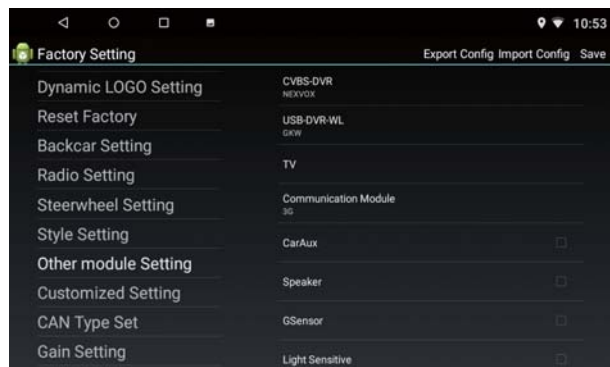 10:53
Factory Setting
Export Config Import Config Save
Dynamic LOGO Setting
Reset Factory
Backcar Setting
Radio Setting
Steerwheel Setting
Style Setting
Other module Setting
Customized Setting
CAN Type Set
Gain Setting
CVBS-DVR
NEXVOX
USB-DVR-WL
GKW
TV
Communication Module
3G
CarAux
Speaker
GSensor
Light Sensitive